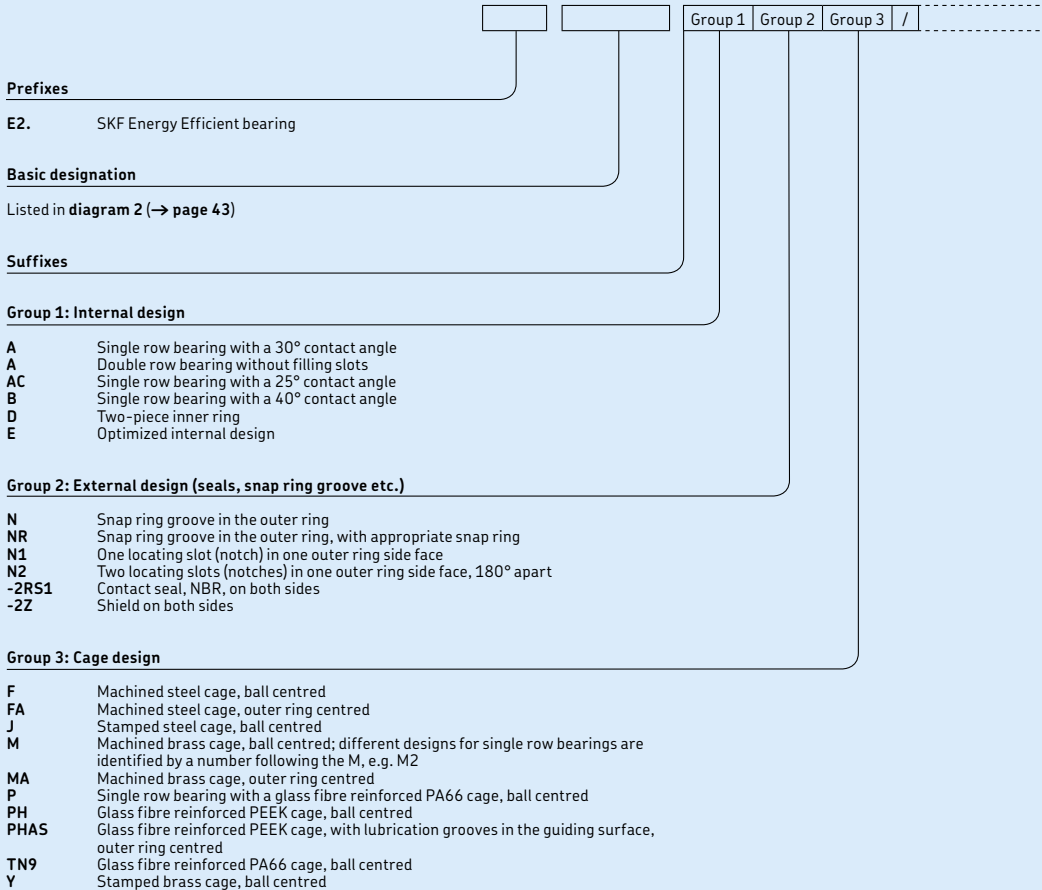 Group 1 Group 2 Group 3 /
Prefixes
E2. SKF Energy Efficient bearing
Basic designation
Listed in diagram 2 (→ page 43)
Suffixes
Group 1: Internal design
A Single row bearing with a 30° contact angle
A Double row bearing without filling slots
AC Single row bearing with a 25° contact angle
B Single row bearing with a 40° contact angle
D Two-piece inner ring
E Optimized internal design
Group 2: External design (seals, snap ring groove etc.)
N Snap ring groove in the outer ring
NR Snap ring groove in the outer ring, with appropriate snap ring
N1 One locating slot (notch) in one outer ring side face
N2 Two locating slots (notches) in one outer ring side face, 180° apart
-2RS1 Contact seal, NBR, on both sides
-2Z Shield on both sides
Group 3: Cage design
F Machined steel cage, ball centred
FA Machined steel cage, outer ring centred
J Stamped steel cage, ball centred
M Machined brass cage, ball centred; different designs for single row bearings are
identified by a number following the M, e.g. M2
MA Machined brass cage, outer ring centred
P Single row bearing with a glass fibre reinforced PA66 cage, ball centred
PH Glass fibre reinforced PEEK cage, ball centred
PHAS Glass fibre reinforced PEEK cage, with lubrication grooves in the guiding surface,
outer ring centred
TN9 Glass fibre reinforced PA66 cage, ball centred
Y Stamped brass cage, ball centred